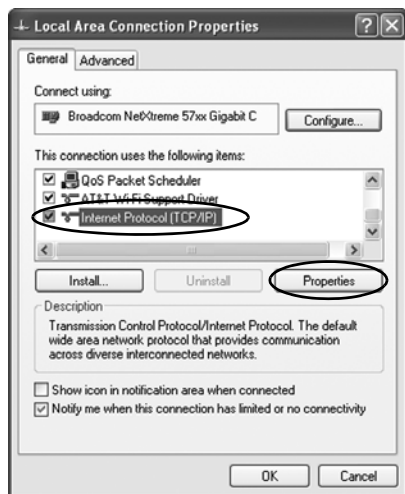 Local Area Connection Properties
General Advanced
Connect using:
Broadcom NetXtreme 57xx Gigabit C Configure...
This connection uses the following items:
QoS Packet Scheduler
AT&T Wi-Fi Support Driver
Internet Protocol (TCP/IP)
Install... Uninstall Properties
Description
Transmission Control Protocol/Internet Protocol. The default
wide area network protocol that provides communication
across diverse interconnected networks.
Show icon in notification area when connected
Notify me when this connection has limited or no connectivity
OK Cancel